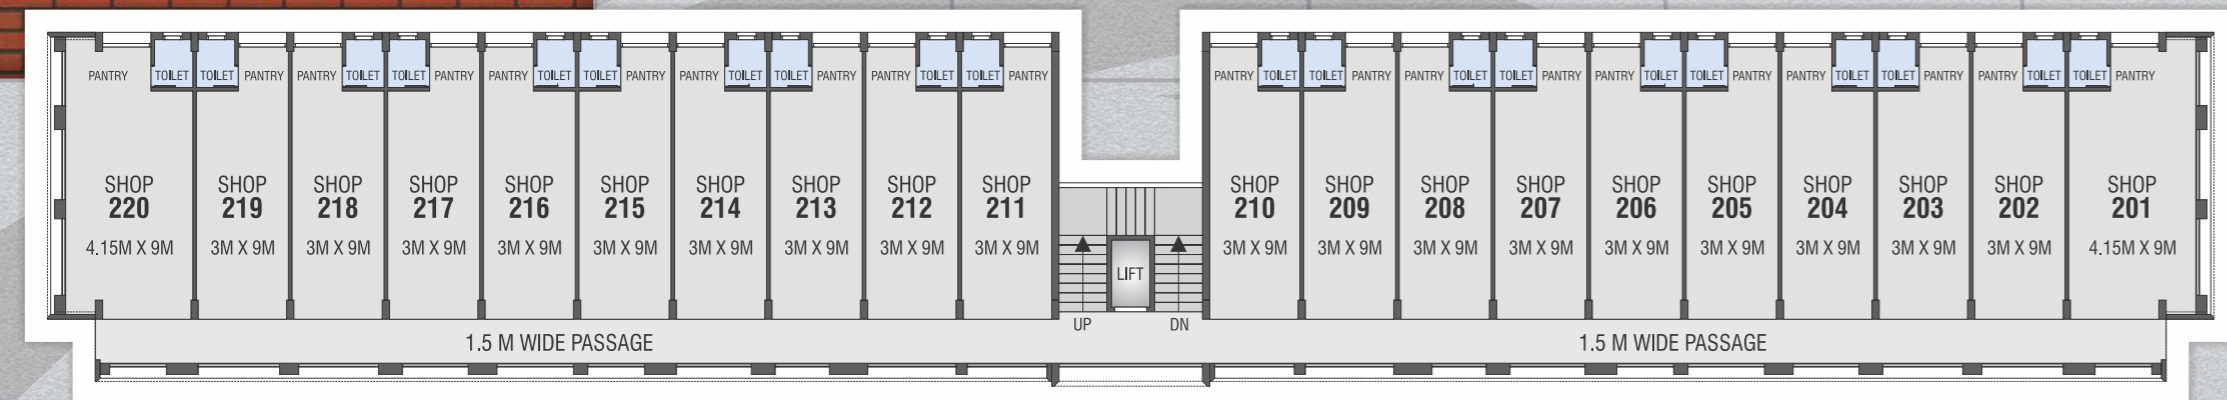 PANTRY TOILET TOILET PANTRY PANTRY TOILET TOILET PANTRY PANTRY TOILET TOILET PANTRY PANTRY TOILET TOILET PANTRY PANTRY TOILET TOILET PANTRY PANTRY TOILET TOILET PANTRY PANTRY TOILET TOILET PANTRY PANTRY TOILET TOILET PANTRY PANTRY TOILET TOILET PANTRY PANTRY TOILET TOILET PANTRY
SHOP SHOP SHOP SHOP SHOP SHOP SHOP SHOP SHOP SHOP SHOP SHOP SHOP SHOP SHOP SHOP SHOP SHOP SHOP SHOP
220 219 218 217 216 215 214 213 212 211 210 209 208 207 206 205 204 203 202 201
4.15M X 9M 3M X 9M 3M X 9M 3M X 9M 3M X 9M 3M X 9M 3M X 9M 3M X 9M 3M X 9M 3M X 9M 3M X 9M 3M X 9M 3M X 9M 3M X 9M 3M X 9M 3M X 9M 3M X 9M 3M X 9M 3M X 9M 4.15M X 9M
LIFT
UP DN
1.5 M WIDE PASSAGE 1.5 M WIDE PASSAGE